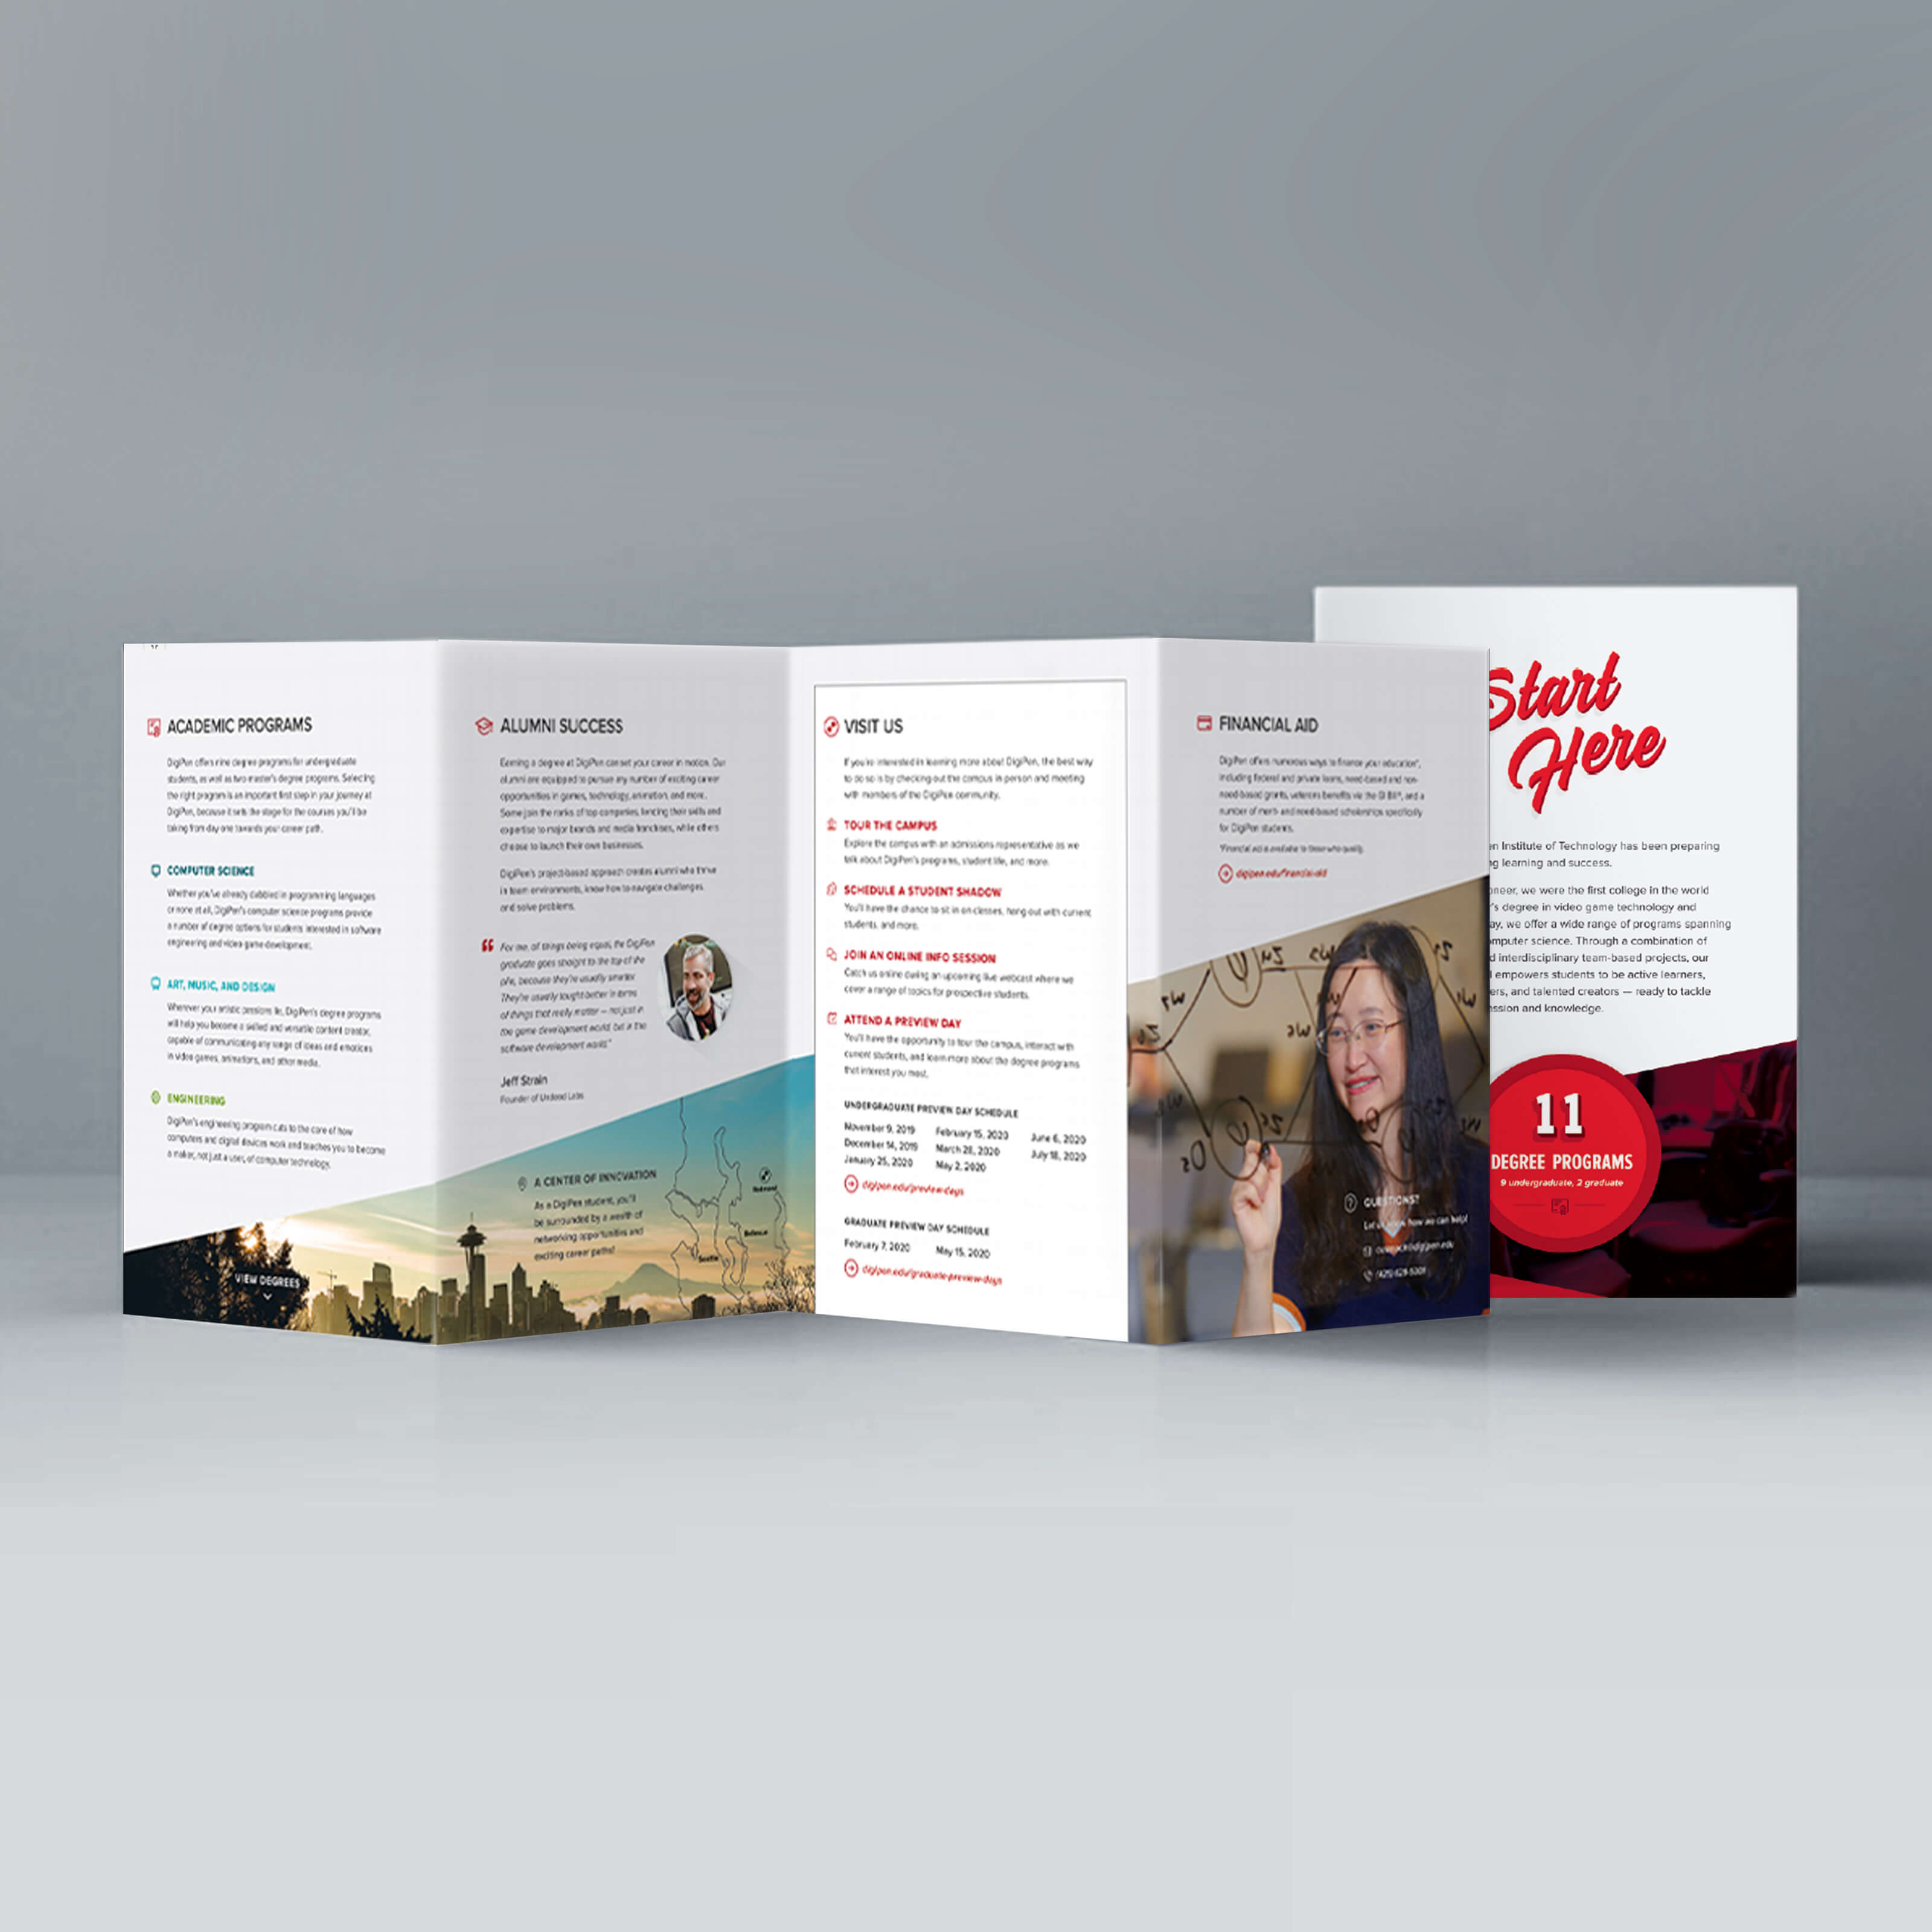 ACADEMIC PROGRAMS
DigiPen offers nine degree programs for undergraduate
students, as well as two master's degree programs. Selecting
the right program is an important first step in your journey at
DigiPen, because it sets the stage for the courses you'll be
taking from day one towards your career path.
COMPUTER SCIENCE
Whether you've already dabbled in programming languages
or none at all, DigiPen's computer science programs provide
a number of degree options for students interested in software
engineering and video game development.
ART, MUSIC, AND DESIGN
Wherever your artistic passions lie, DigiPen's degree programs
will help you become a skilled and versatile content creator,
capable of communicating any range of ideas and emotions
in video games, animations, and other media.
ENGINEERING
DigiPen's engineering program cuts to the core of how
computers and digital devices work and teaches you to become
a maker, not just a user, of computer technology.
VIEW DEGREES
ALUMNI SUCCESS
Earning a degree at DigiPen can set your career in motion. Our
alumni are equipped to pursue any number of exciting career
opportunities in games, technology, animation, and more.
Some join the ranks of top companies, lending their skills and
expertise to major brands and media franchises, while others
choose to launch their own businesses.
DigiPen's project-based approach creates alumni who thrive
in team environments, know how to navigate challenges,
and solve problems.
“ For me, all things being equal, the DigiPen
graduate goes straight to the top of the
pile, because they're usually smarter.
They're usually taught better in terms
of things that really matter — not just in
the game development world, but in the
software development world."
Jeff Strain
Founder of Undead Labs
A CENTER OF INNOVATION
As a DigiPen student, you'll
be surrounded by a wealth of
networking opportunities and
exciting career paths!
Redmond
Bellevue
Seattle
VISIT US
If you're interested in learning more about DigiPen, the best way
to do so is by checking out the campus in person and meeting
with members of the DigiPen community.
TOUR THE CAMPUS
Explore the campus with an admissions representative as we
talk about DigiPen's programs, student life, and more.
SCHEDULE A STUDENT SHADOW
You'll have the chance to sit in on classes, hang out with current
students, and more.
JOIN AN ONLINE INFO SESSION
Catch us online during an upcoming live webcast where we
cover a range of topics for prospective students.
ATTEND A PREVIEW DAY
You'll have the opportunity to tour the campus, interact with
current students, and learn more about the degree programs
that interest you most.
UNDERGRADUATE PREVIEW DAY SCHEDULE
November 9, 2019 February 15, 2020 June 6, 2020
December 14, 2019 March 28, 2020 July 18, 2020
January 25, 2020 May 2, 2020
digipen.edu/preview-days
GRADUATE PREVIEW DAY SCHEDULE
February 7, 2020 May 15, 2020
digipen.edu/graduate-preview-days
FINANCIAL AID
DigiPen offers numerous ways to finance your education*,
including federal and private loans, need-based and non-
need-based grants, veterans benefits via the GI Bill®, and a
number of merit- and need-based scholarships specifically
for DigiPen students.
*Financial aid is available to those who qualify.
digipen.edu/financial-aid
QUESTIONS?
Let us know how we can help!
Start
Here
en Institute of Technology has been preparing
ng learning and success.
oneer, we were the first college in the world
's degree in video game technology and
ay, we offer a wide range of programs spanning
mputer science. Through a combination of
d interdisciplinary team-based projects, our
l empowers students to be active learners,
ers, and talented creators — ready to tackle
ssion and knowledge.
11
DEGREE PROGRAMS
9 undergraduate, 2 graduate